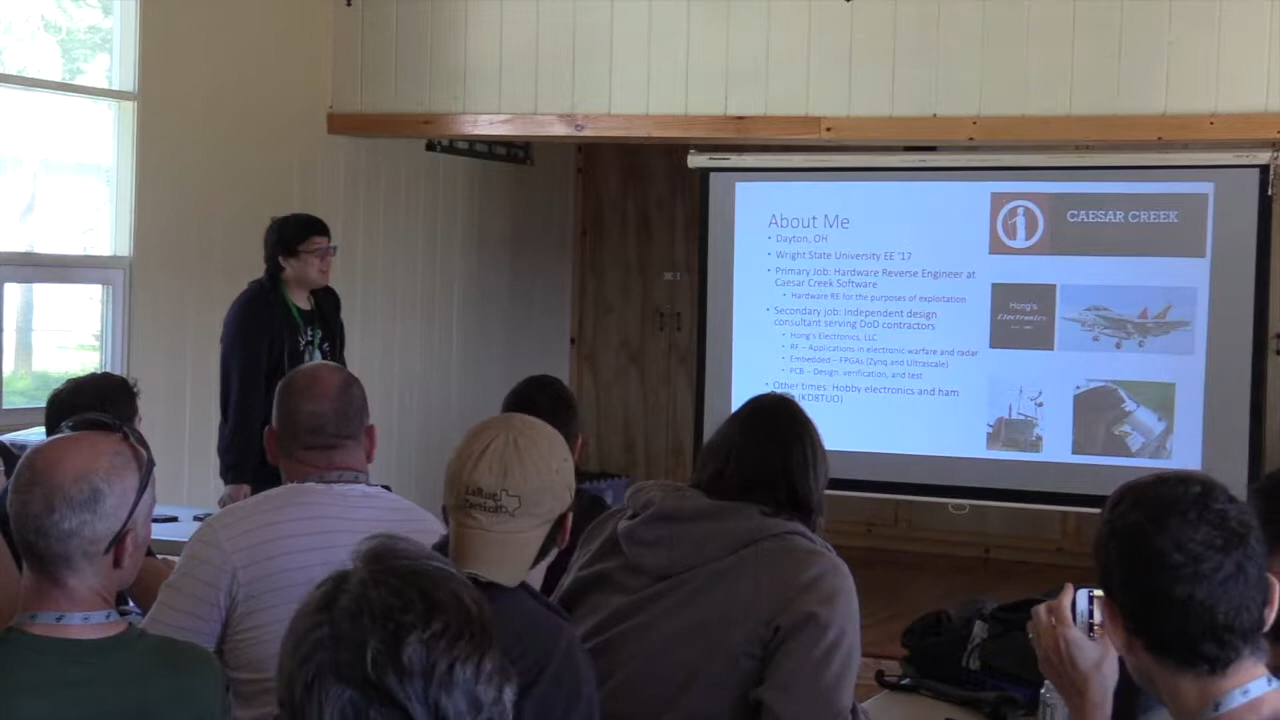 About Me
• Dayton, OH
• Wright State University EE '17
• Primary Job: Hardware Reverse Engineer at
Caesar Creek Software
• Hardware RE for the purposes of exploitation
• Secondary Job: Independent design
consultant serving DoD contractors
• Hong's Electronics, LLC
• RF – Applications in electronic warfare and radar
• Embedded – FPGAs (Zynq and Ultrascale)
• PCB – Design, verification, and test
• Other times: Hobby electronics and ham
(KD8TUO)
CAESAR CREEK
Hong's
Electronics
LaRue
Tactical